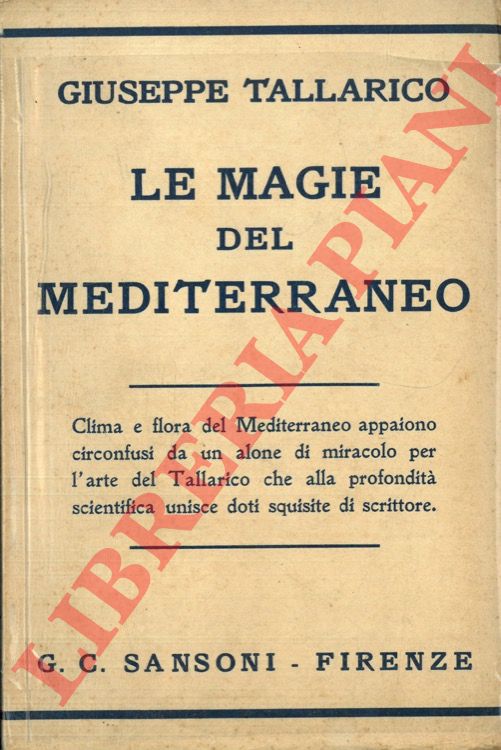 GIUSEPPE TALLARICO
LE MAGIE
DEL
MEDITERRANEO
Clima e flora del Mediterraneo appaiono
circonfusi da un alone di miracolo per
l'arte del Tallarico che alla profondità
scientifica unisce doti squisite di scrittore.
G. C. SANSONI - FIRENZE
LIBRERIA PIANI